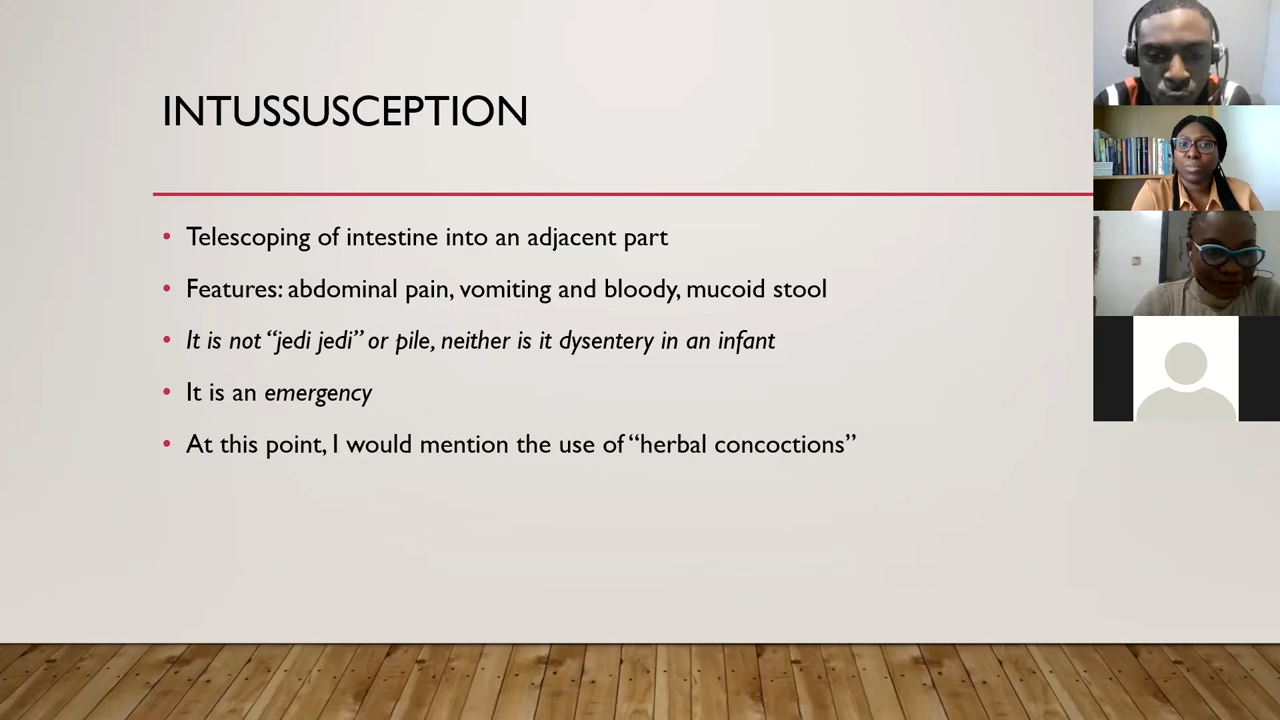 INTUSSUSCEPTION
• Telescoping of intestine into an adjacent part
• Features: abdominal pain, vomiting and bloody, mucoid stool
• It is not “jedi jedi” or pile, neither is it dysentery in an infant
• It is an emergency
• At this point, I would mention the use of “herbal concoctions”